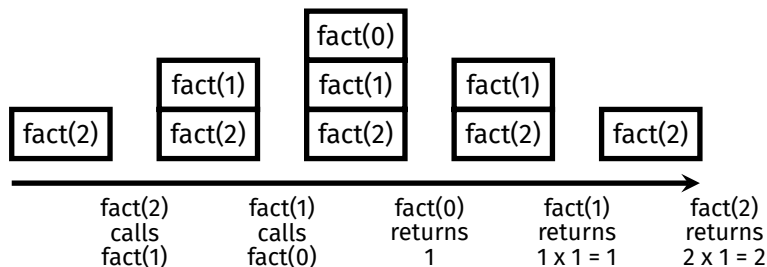 fact(0)
fact(1) fact(1) fact(1)
fact(2) fact(2) fact(2) fact(2) fact(2)
fact(2)
calls
fact(1)
fact(1)
calls
fact(0)
fact(0)
returns
1
fact(1)
returns
1 x 1 = 1
fact(2)
returns
2 x 1 = 2